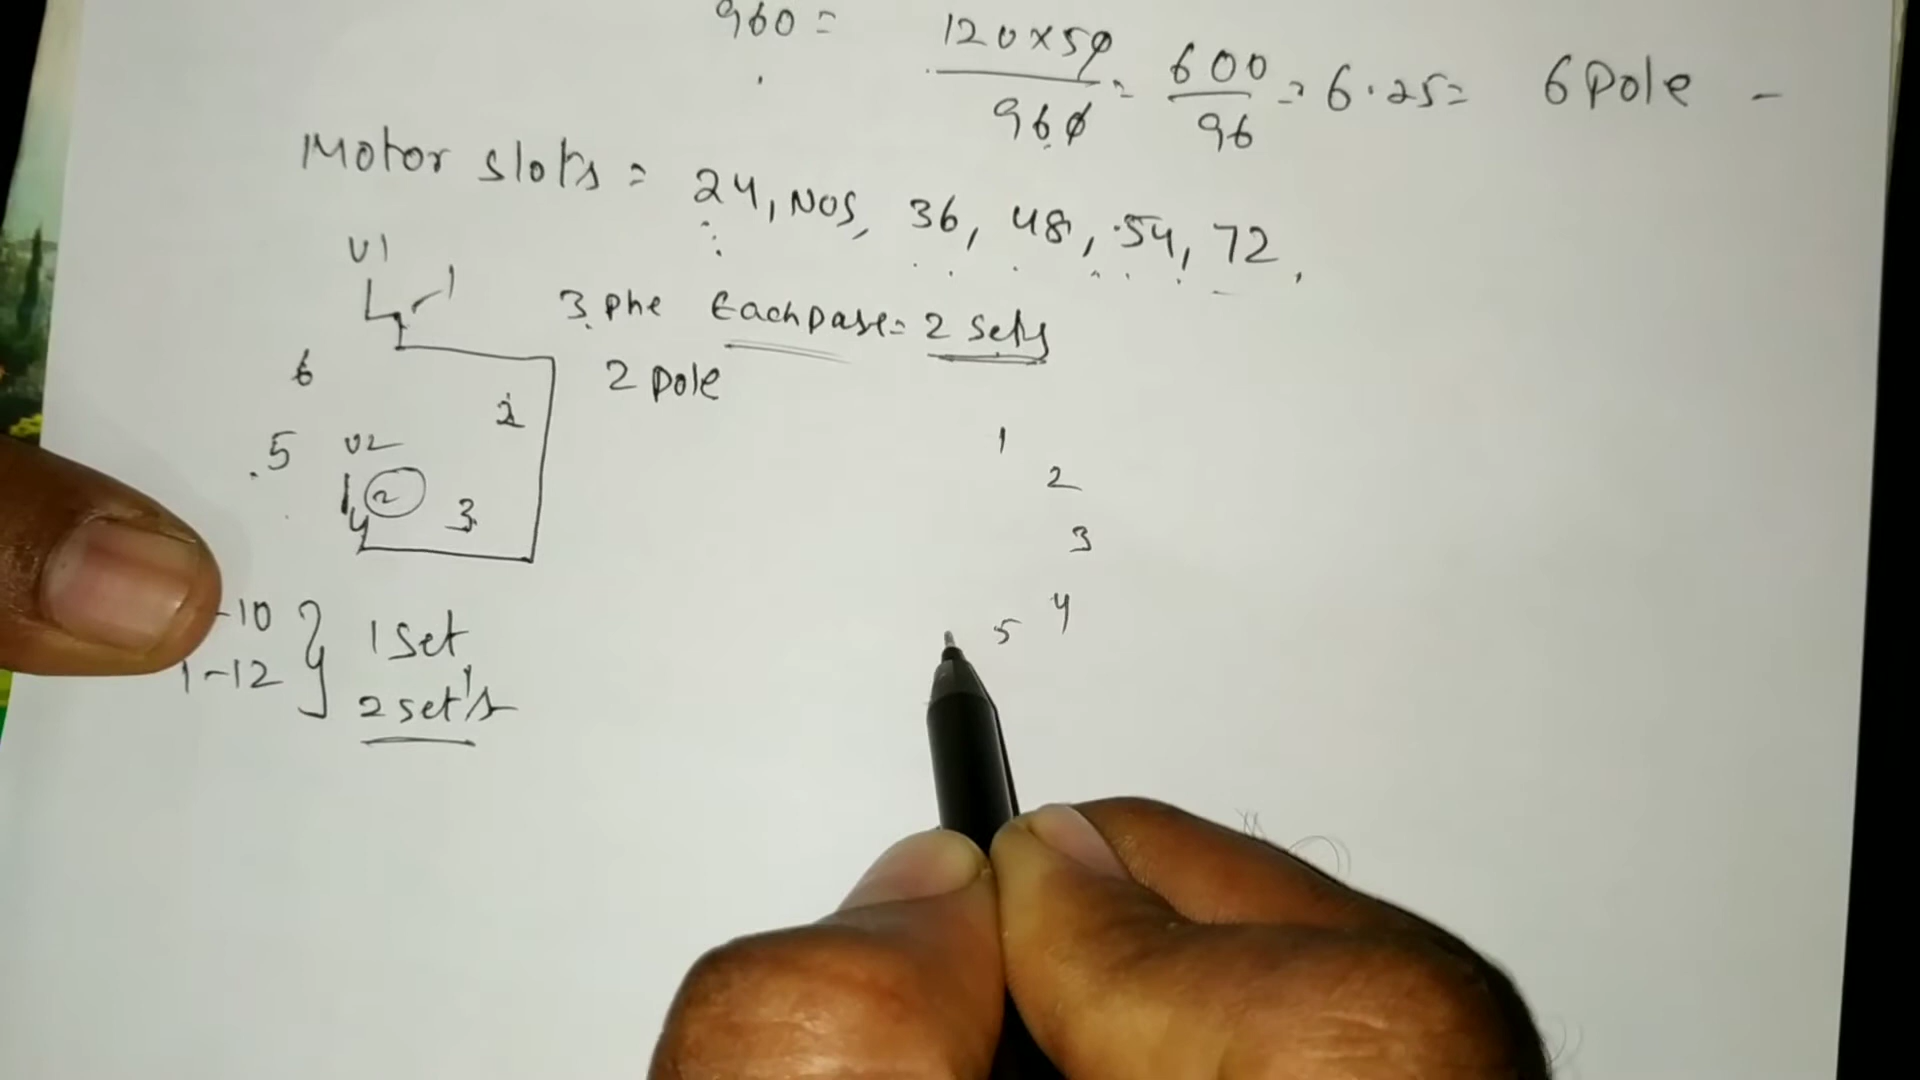 960 = 120×50/960 = 600/96 = 6.25 = 6 Pole -
Motor slots = 24, NOS, 36, 48, 54, 72,
U1
1
3 Phe Each Pase = 2 Sets
2 Pole
6
2
5
U2
2
3
4
-10
1-12
} 1 Set
2 set's
1
2
3
4
5